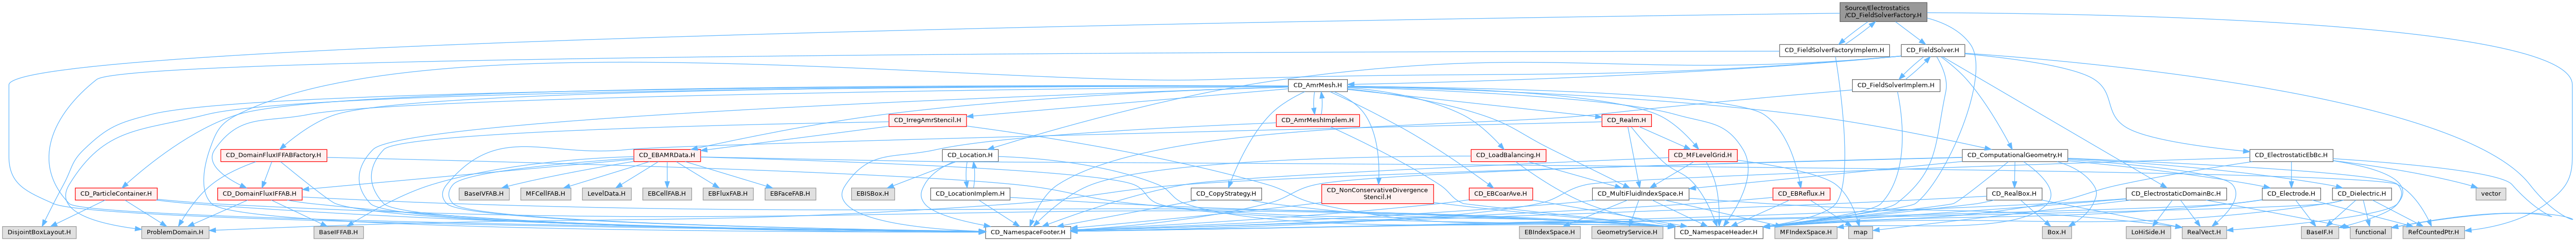 Source/Electrostatics
/CD_FieldSolverFactory.H
CD_FieldSolverFactoryImplem.H
CD_FieldSolver.H
CD_AmrMesh.H
CD_FieldSolverImplem.H
CD_IrregAmrStencil.H
CD_AmrMeshImplem.H
CD_Realm.H
CD_DomainFluxIFFABFactory.H
CD_EBAMRData.H
CD_Location.H
CD_LoadBalancing.H
CD_MFLevelGrid.H
CD_ComputationalGeometry.H
CD_ElectrostaticEbBc.H
CD_ParticleContainer.H
CD_DomainFluxIFFAB.H
BaseIVFAB.H
MFCellFAB.H
LevelData.H
EBCellFAB.H
EBFluxFAB.H
EBFaceFAB.H
EBISBox.H
CD_LocationImplem.H
CD_CopyStrategy.H
CD_NonConservativeDivergence
Stencil.H
CD_EBCoarAve.H
CD_MultiFluidIndexSpace.H
CD_EBReflux.H
CD_RealBox.H
CD_ElectrostaticDomainBc.H
CD_Electrode.H
CD_Dielectric.H
vector
DisjointBoxLayout.H
ProblemDomain.H
BaseIFFAB.H
CD_NamespaceFooter.H
EBIndexSpace.H
GeometryService.H
CD_NamespaceHeader.H
MFIndexSpace.H
map
Box.H
LoHiSide.H
RealVect.H
BaseIF.H
functional
RefCountedPtr.H